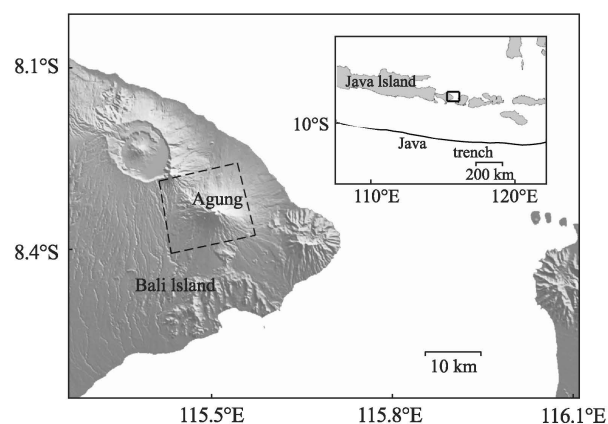 8.1°S
8.4°S
Agung
Bali Island
10 km
115.5°E
115.8°E
116.1°E
Java Island
10°S
Java
trench
200 km
110°E
120°E